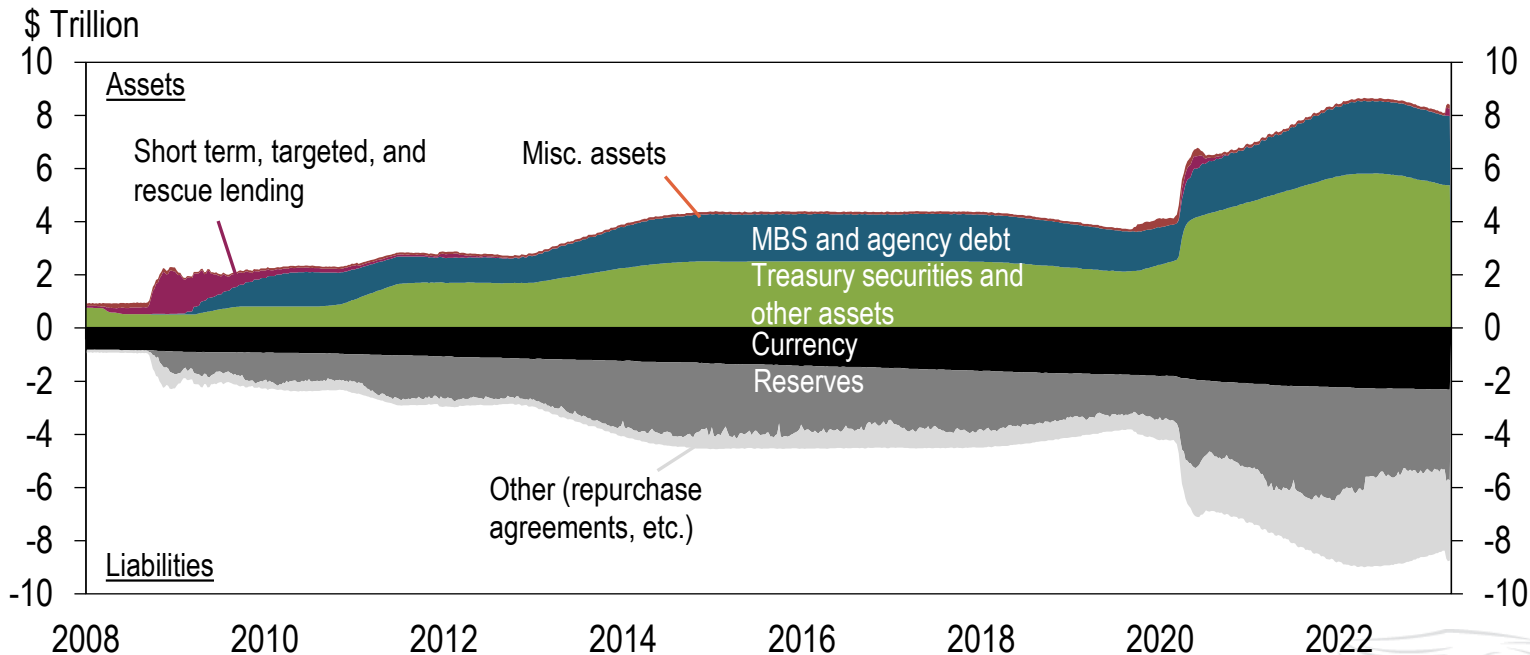 $ Trillion
10
8
6
4
2
0
-2
-4
-6
-8
-10
Assets
Short term, targeted, and
rescue lending
Misc. assets
MBS and agency debt
Treasury securities and
other assets
Currency
Reserves
Other (repurchase
agreements, etc.)
Liabilities
10
8
6
4
2
0
-2
-4
-6
-8
-10
2008 2010 2012 2014 2016 2018 2020 2022